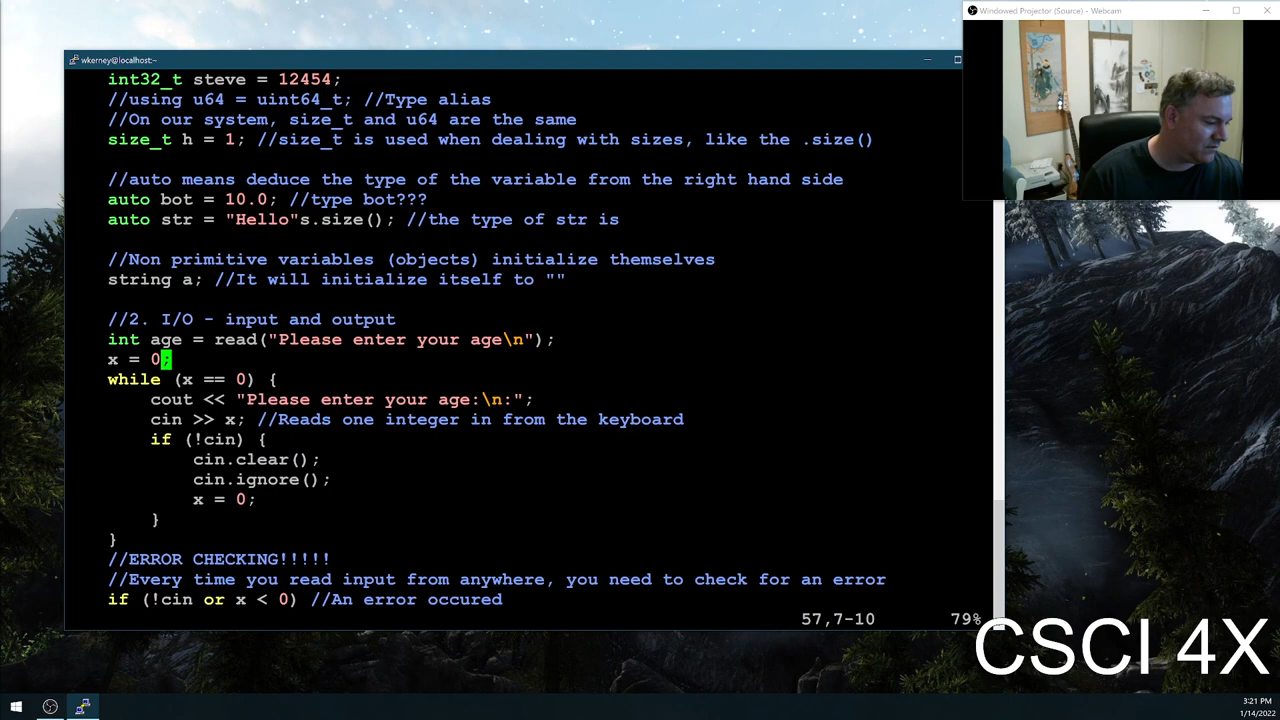 Windowed Projector (Source) - Webcam
wkerney@localhost:~
int32_t steve = 12454;
//using u64 = uint64_t; //Type alias
//On our system, size_t and u64 are the same
size_t h = 1; //size_t is used when dealing with sizes, like the .size()
//auto means deduce the type of the variable from the right hand side
auto bot = 10.0; //type bot???
auto str = "Hello"s.size(); //the type of str is
//Non primitive variables (objects) initialize themselves
string a; //It will initialize itself to ""
//2. I/O - input and output
int age = read("Please enter your age\n");
x = 0;
while (x == 0) {
cout << "Please enter your age:\n:";
cin >> x; //Reads one integer in from the keyboard
if (!cin) {
cin.clear();
cin.ignore();
x = 0;
}
}
//ERROR CHECKING!!!!!
//Every time you read input from anywhere, you need to check for an error
if (!cin or x < 0) //An error occured
57,7-10 79%
CSCI 4X
3:21 PM
1/14/2022